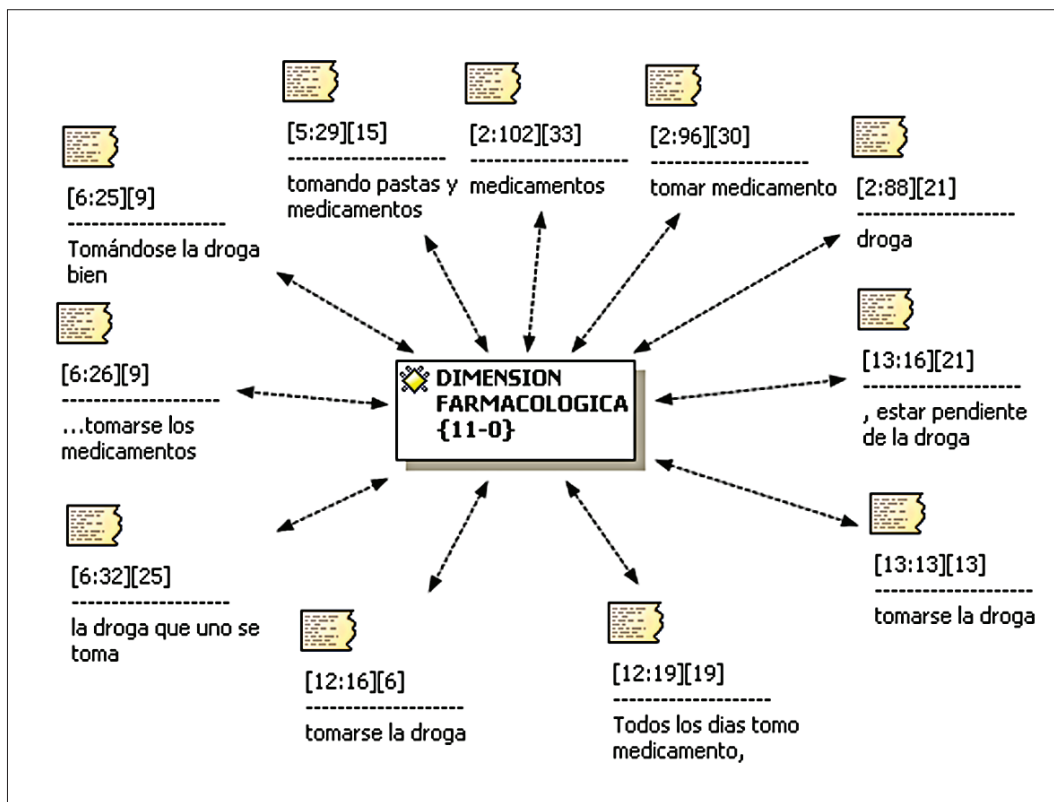 [5:29][15]
--------------------
tomando pastas y
medicamentos
[2:102][33]
--------------------
medicamentos
[2:96][30]
--------------------
tomar medicamento
[2:88][21]
--------------------
droga
[6:25][9]
--------------------
Tomándose la droga
bien
[6:26][9]
--------------------
...tomarse los
medicamentos
DIMENSION
FARMACOLOGICA
{11-0}
[13:16][21]
--------------------
, estar pendiente
de la droga
[6:32][25]
--------------------
la droga que uno se
toma
[13:13][13]
--------------------
tomarse la droga
[12:16][6]
--------------------
tomarse la droga
[12:19][19]
--------------------
Todos los dias tomo
medicamento,